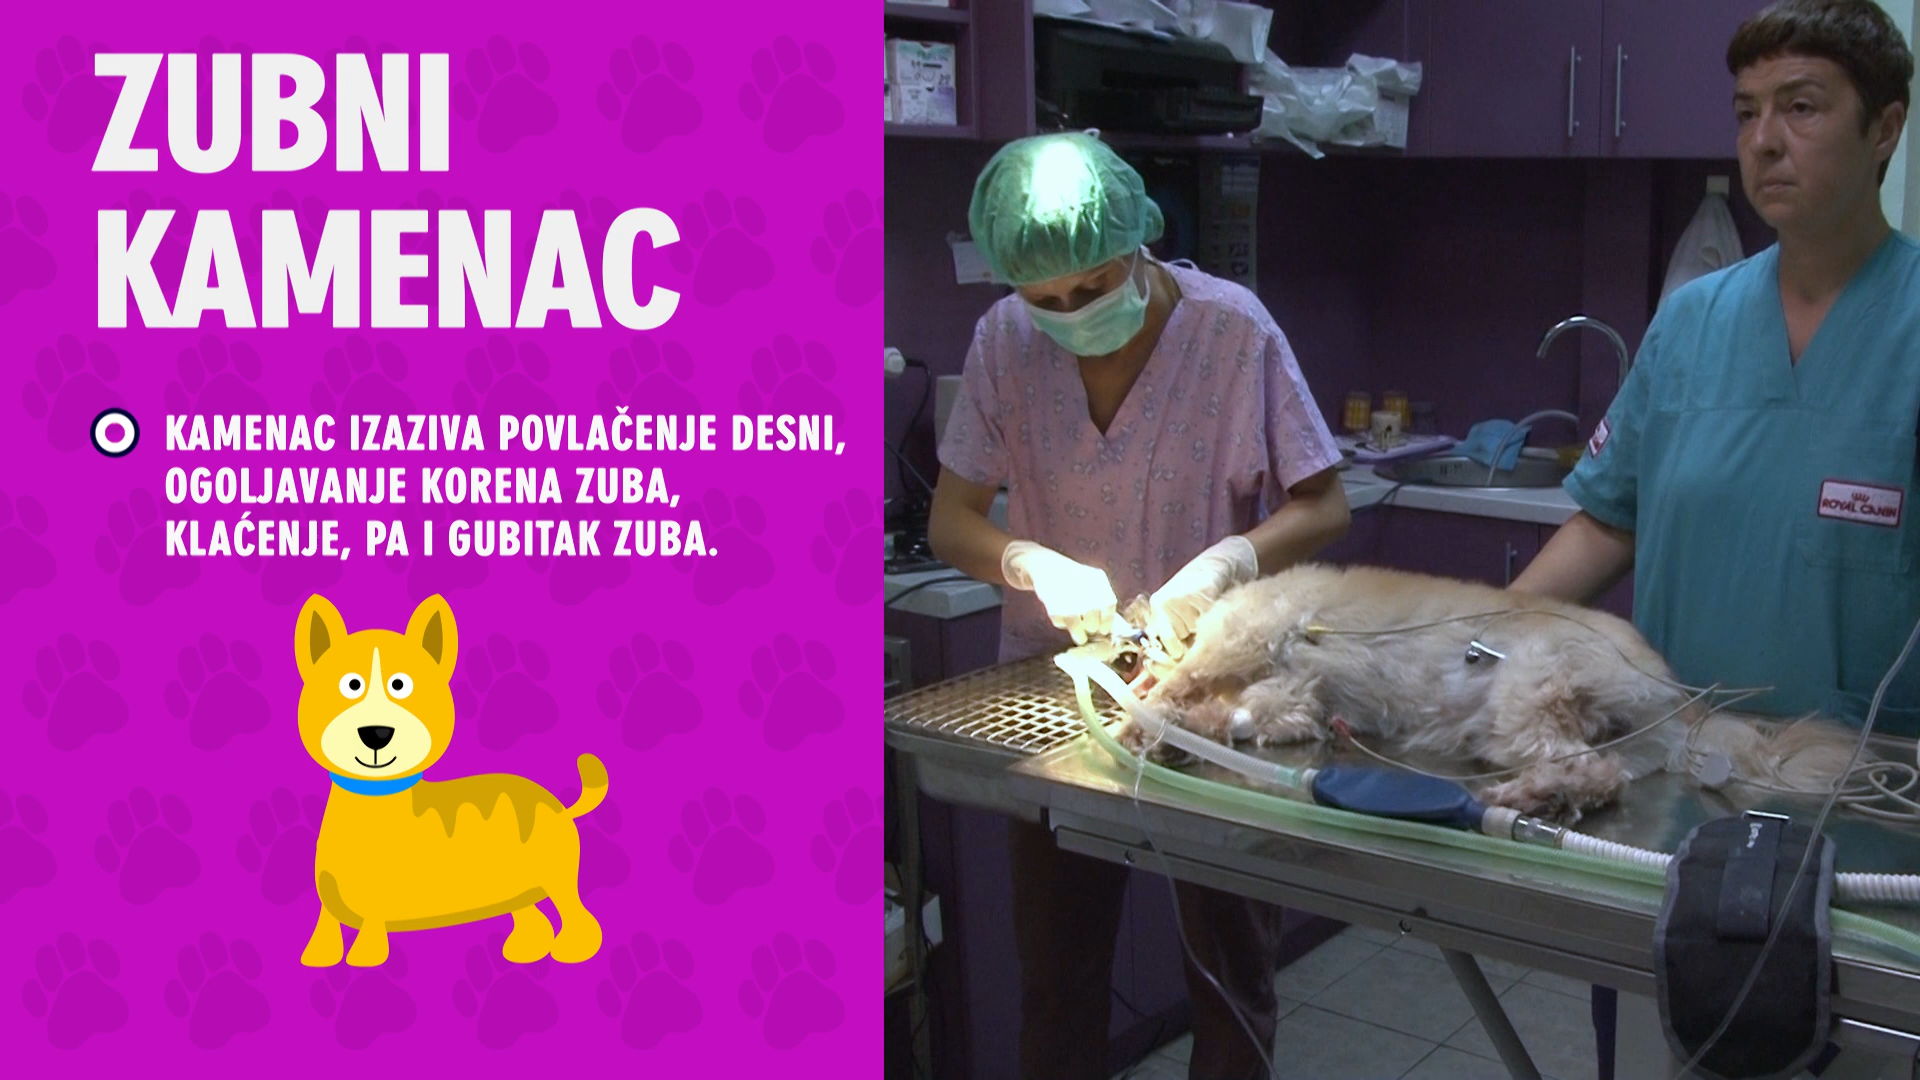 ZUBNI
KAMENAC
KAMENAC IZAZIVA POVLAČENJE DESNI,
OGOLJAVANJE KORENA ZUBA,
KLAĆENJE, PA I GUBITAK ZUBA.
ROYAL CANIN